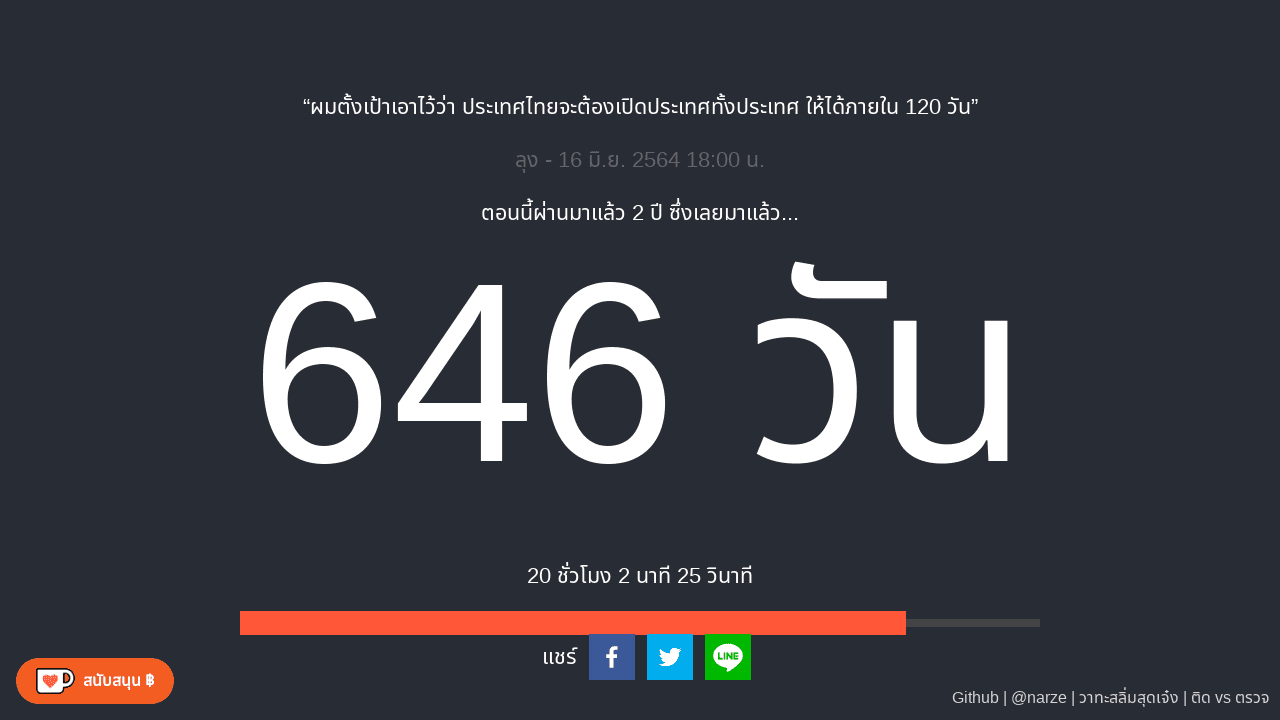 “ผมตั้งเป้าเอาไว้ว่า ประเทศไทยจะต้องเปิดประเทศทั้งประเทศ ให้ได้ภายใน 120 วัน”
ลุง - 16 มิ.ย. 2564 18:00 น.
ตอนนี้ผ่านมาแล้ว 2 ปี ซึ่งเลยมาแล้ว...
646 วัน
20 ชั่วโมง 2 นาที 25 วินาที
แชร์ LINE
สนับสนุน ฿
Github | @narze | วาทะสลิ่มสุดเจ๋ง | ติด vs ตรวจ